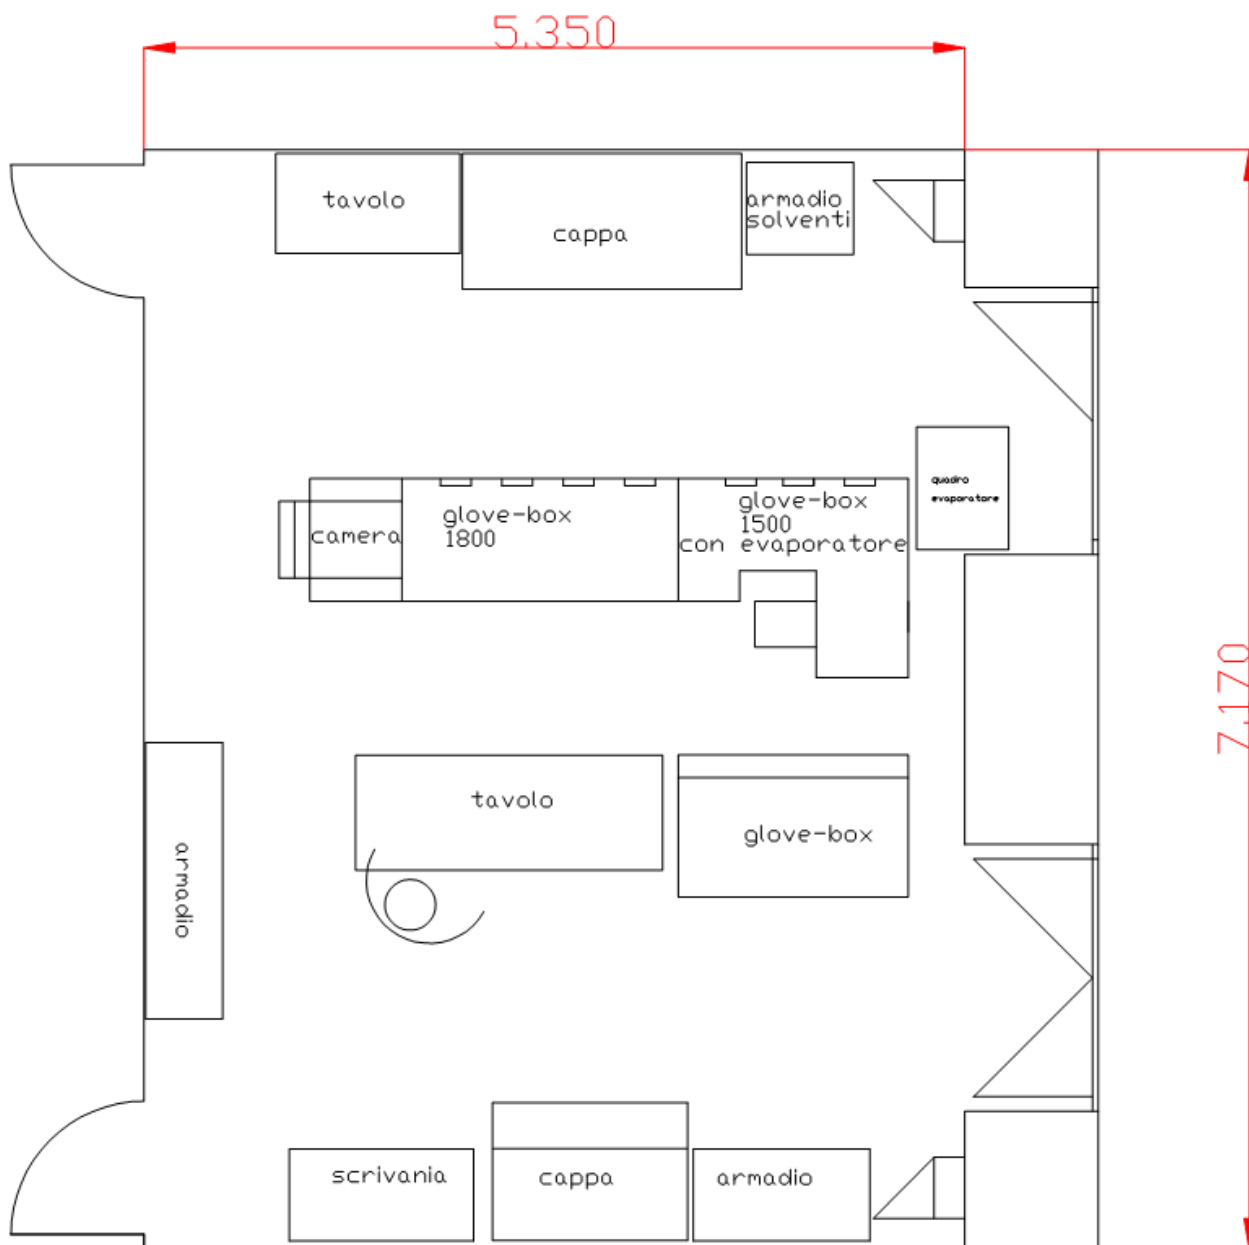 5.350
tavolo
cappa
armadio
solventi
quadro
evaporatore
camera
glove-box
1800
glove-box
1500
con evaporatore
7.170
tavolo
glove-box
armadio
scrivania
cappa
armadio